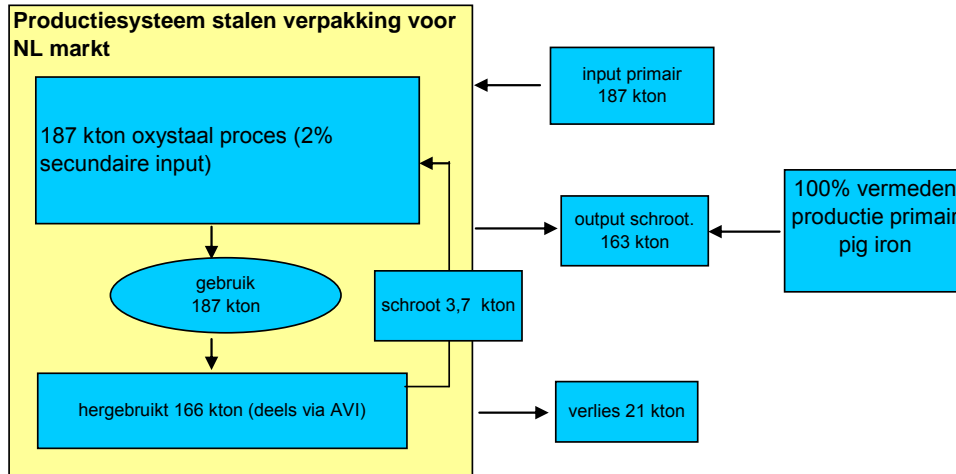 Productiesysteem stalen verpakking voor
NL markt
187 kton oxystaal proces (2%
secundaire input)
gebruik
187 kton
schroot 3,7 kton
hergebruikt 166 kton (deels via AVI)
input primair
187 kton
output schroot.
163 kton
verlies 21 kton
100% vermeden
productie primair
pig iron